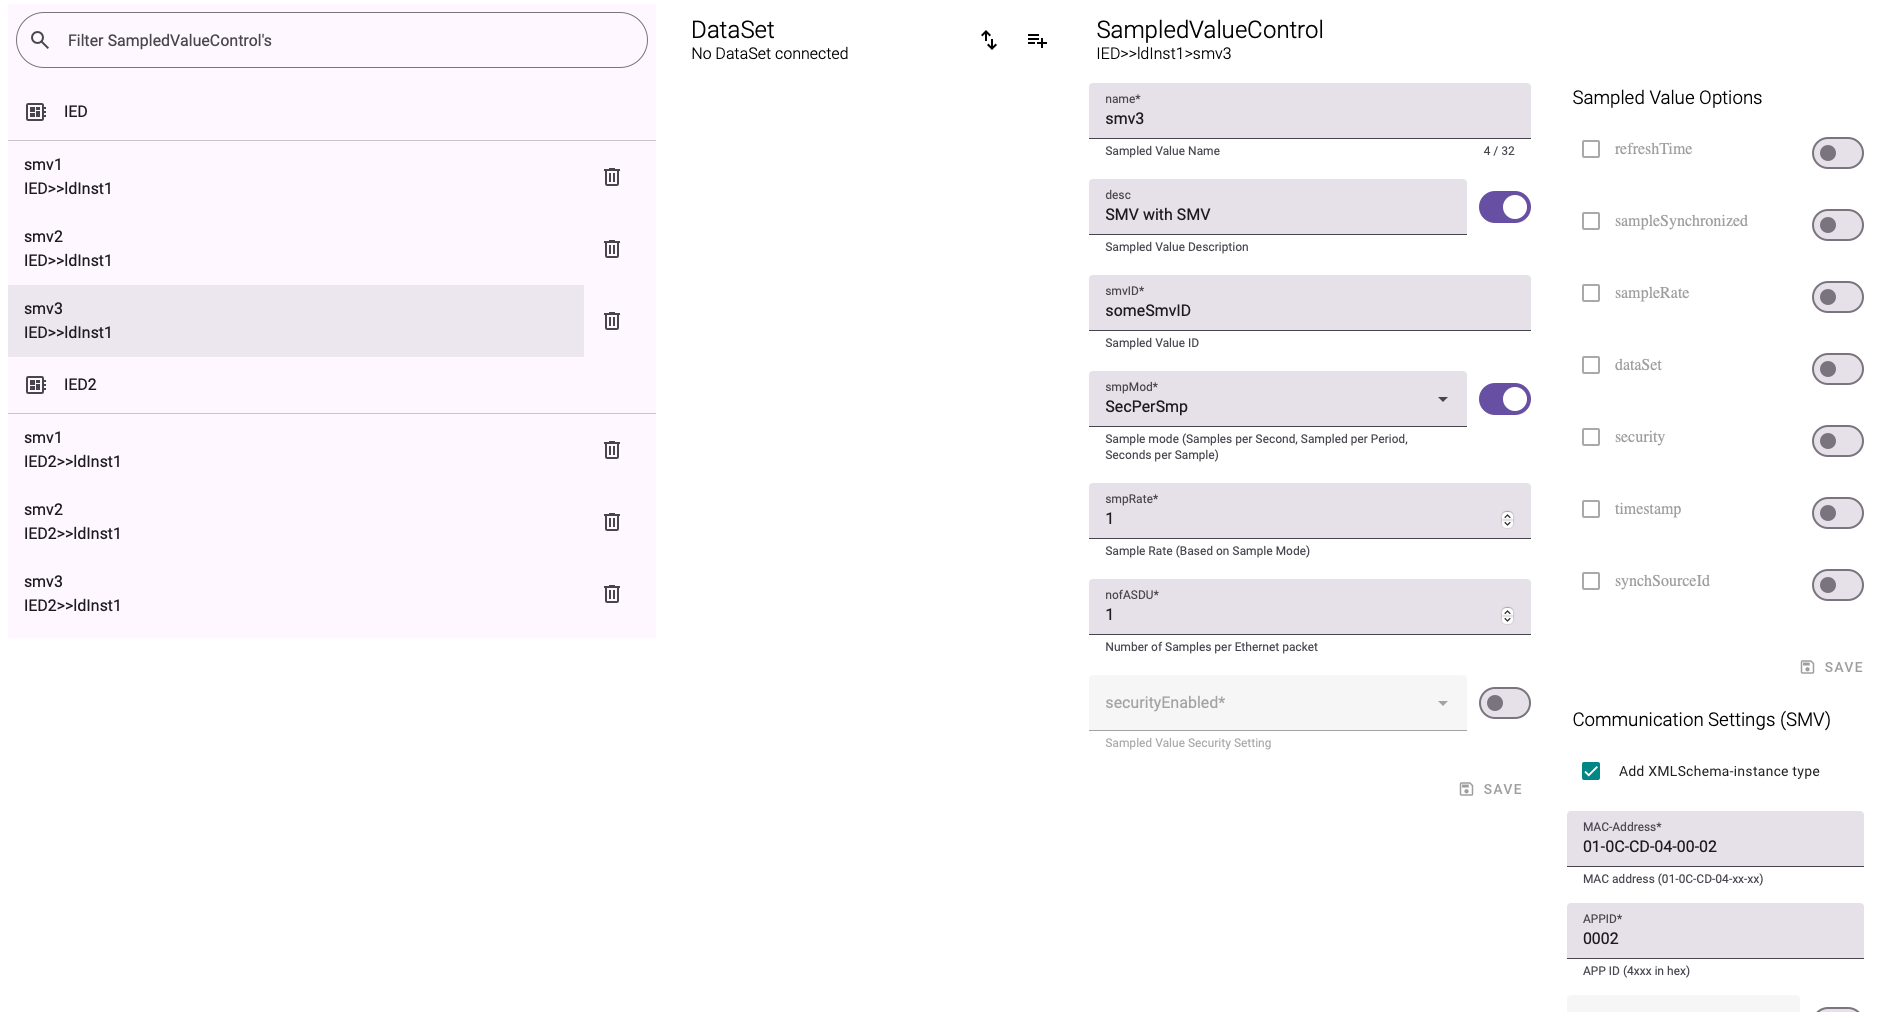 Filter SampledValueControl's
IED
smv1
IED>>ldInst1
smv2
IED>>ldInst1
smv3
IED>>ldInst1
IED2
smv1
IED2>>ldInst1
smv2
IED2>>ldInst1
smv3
IED2>>ldInst1
DataSet
No DataSet connected
SampledValueControl
IED>>ldInst1>smv3
name*
smv3
Sampled Value Name
4 / 32
desc
SMV with SMV
Sampled Value Description
smvID*
someSmvID
Sampled Value ID
smpMod*
SecPerSmp
Sample mode (Samples per Second, Sampled per Period,
Seconds per Sample)
smpRate*
1
Sample Rate (Based on Sample Mode)
nofASDU*
1
Number of Samples per Ethernet packet
securityEnabled*
Sampled Value Security Setting
SAVE
Sampled Value Options
refreshTime
sampleSynchronized
sampleRate
dataSet
security
timestamp
synchSourceId
SAVE
Communication Settings (SMV)
Add XMLSchema-instance type
MAC-Address*
01-0C-CD-04-00-02
MAC address (01-0C-CD-04-xx-xx)
APPID*
0002
APP ID (4xxx in hex)